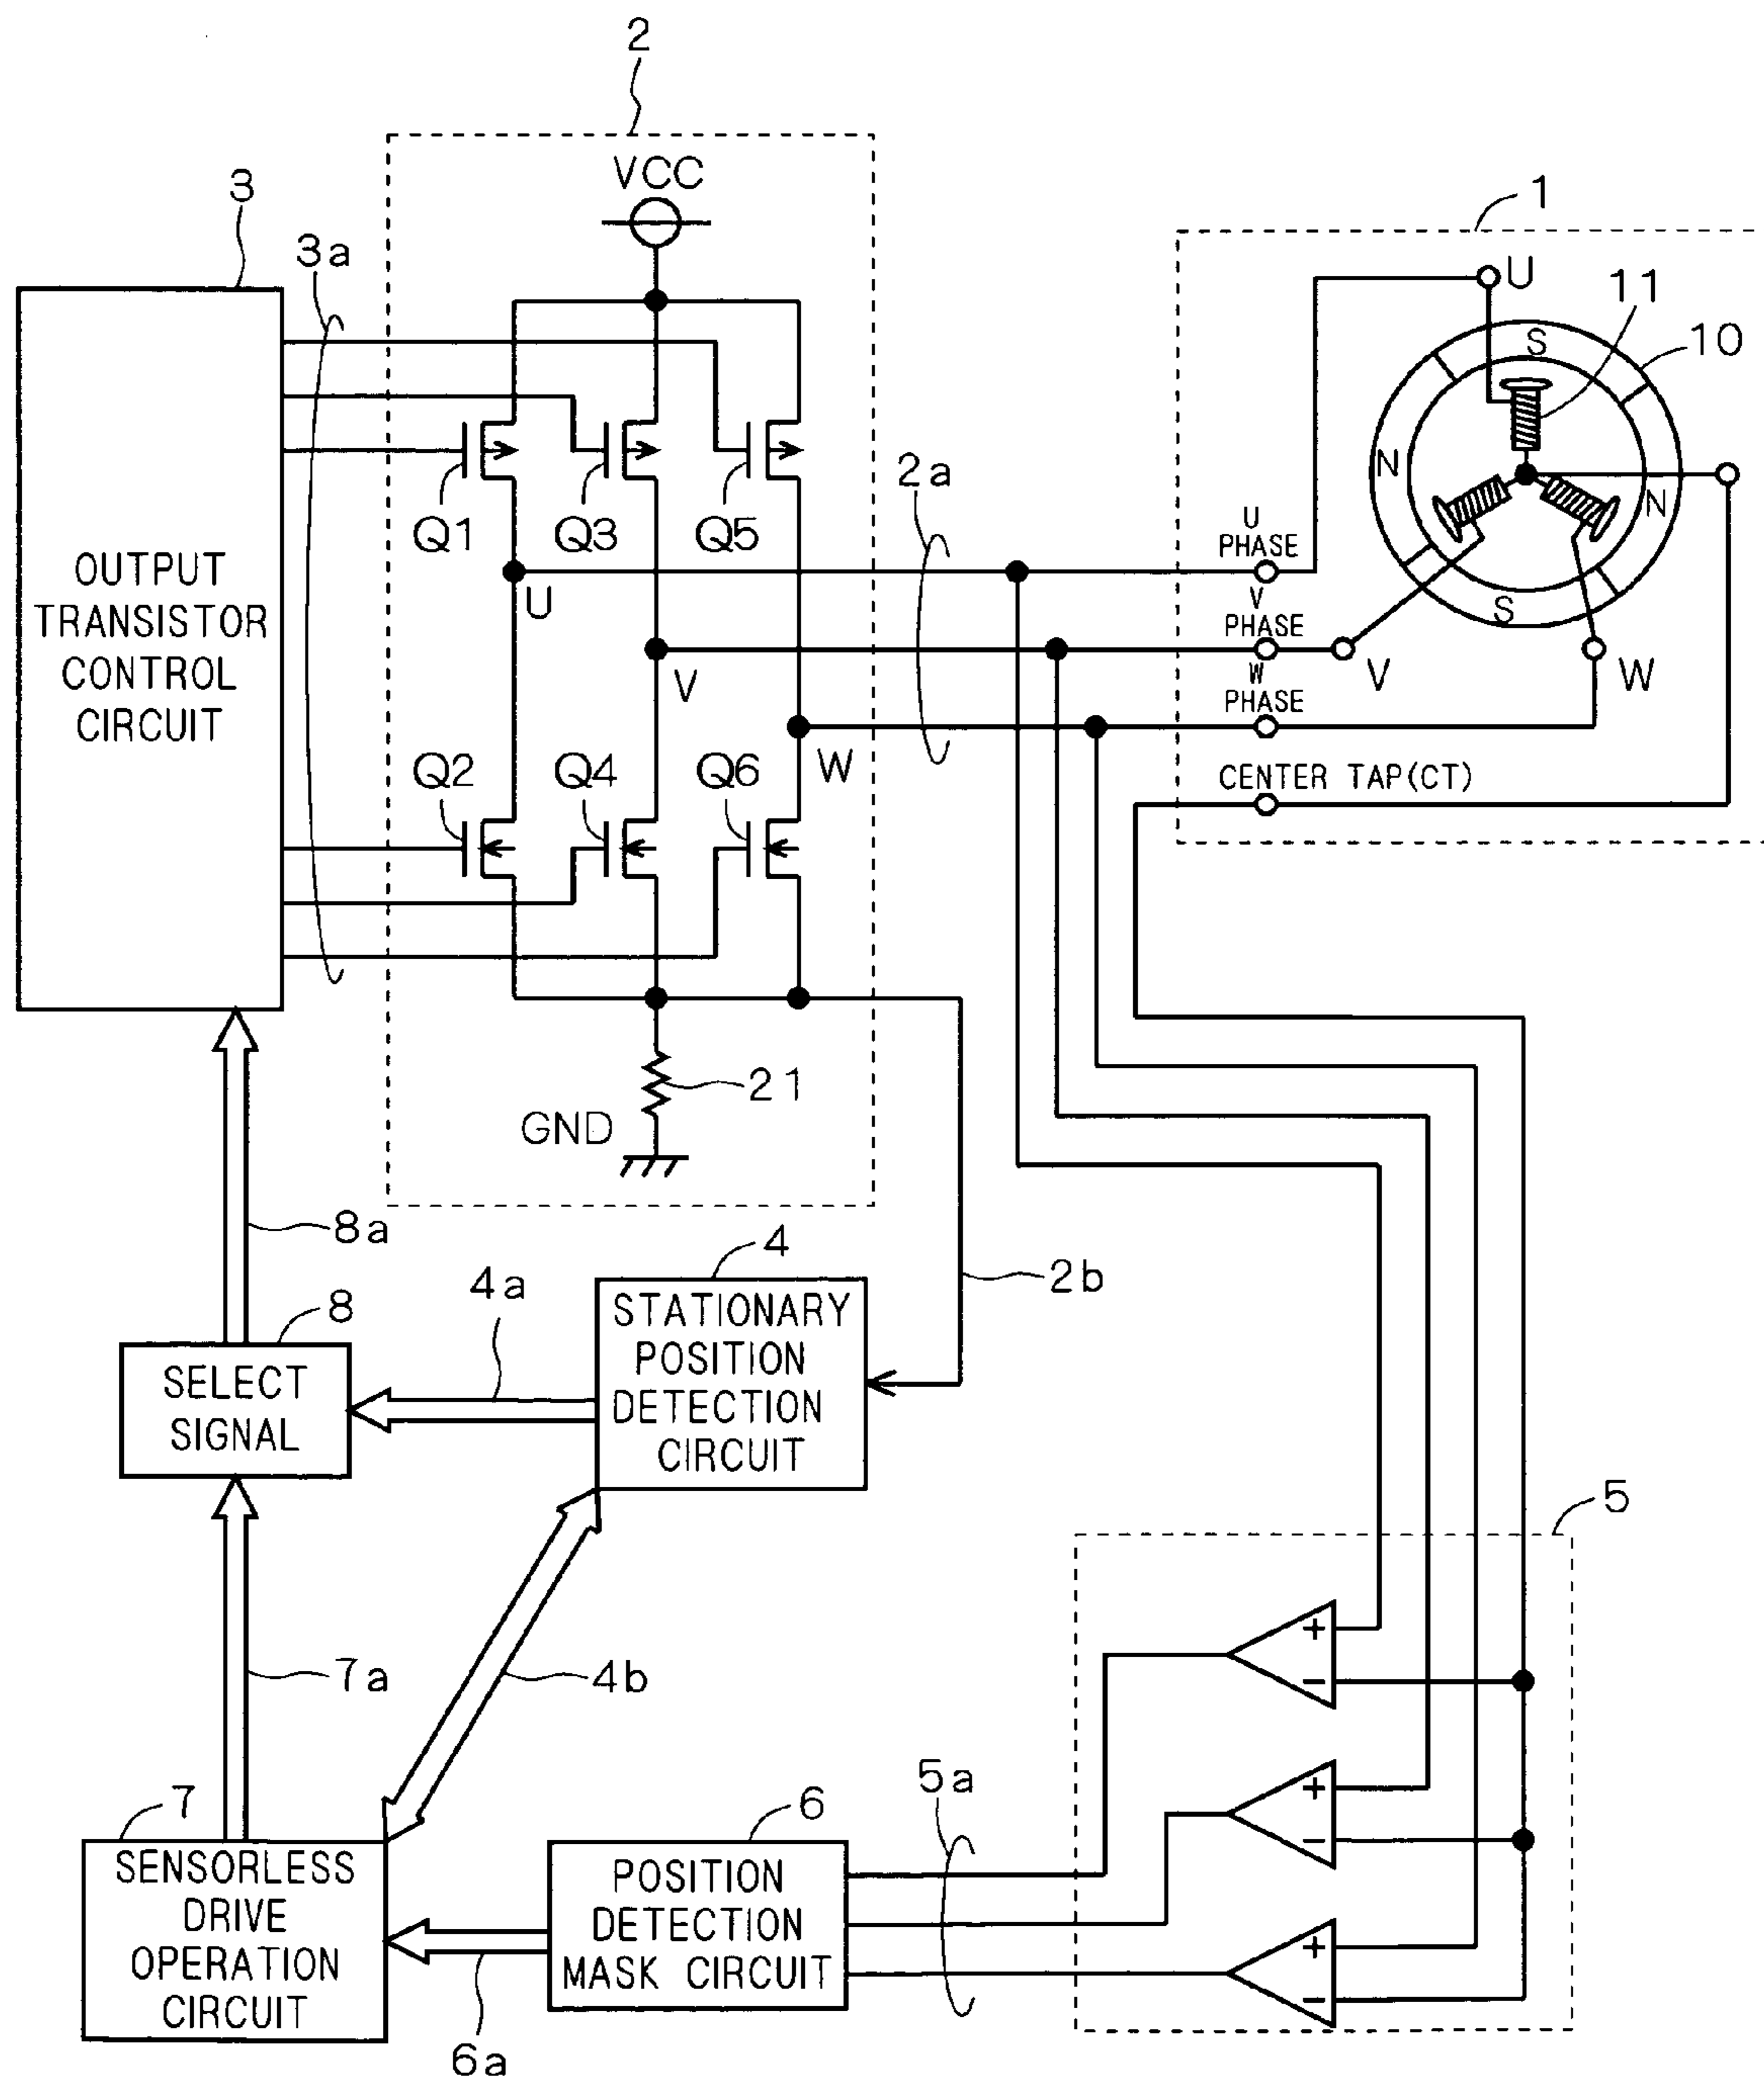 2
VCC
3
3a
1
U
11
10
S
N
N
S
Q1
Q3
Q5
2a
U
PHASE
V
PHASE
W
PHASE
V
W
CENTER TAP(CT)
OUTPUT
TRANSISTOR
CONTROL
CIRCUIT
U
V
W
Q2
Q4
Q6
21
GND
8a
4
2b
4a
8
STATIONARY
POSITION
DETECTION
CIRCUIT
SELECT
SIGNAL
5
+
−
7a
4b
+
−
5a
7
6
SENSORLESS
DRIVE
OPERATION
CIRCUIT
POSITION
DETECTION
MASK CIRCUIT
+
−
6a